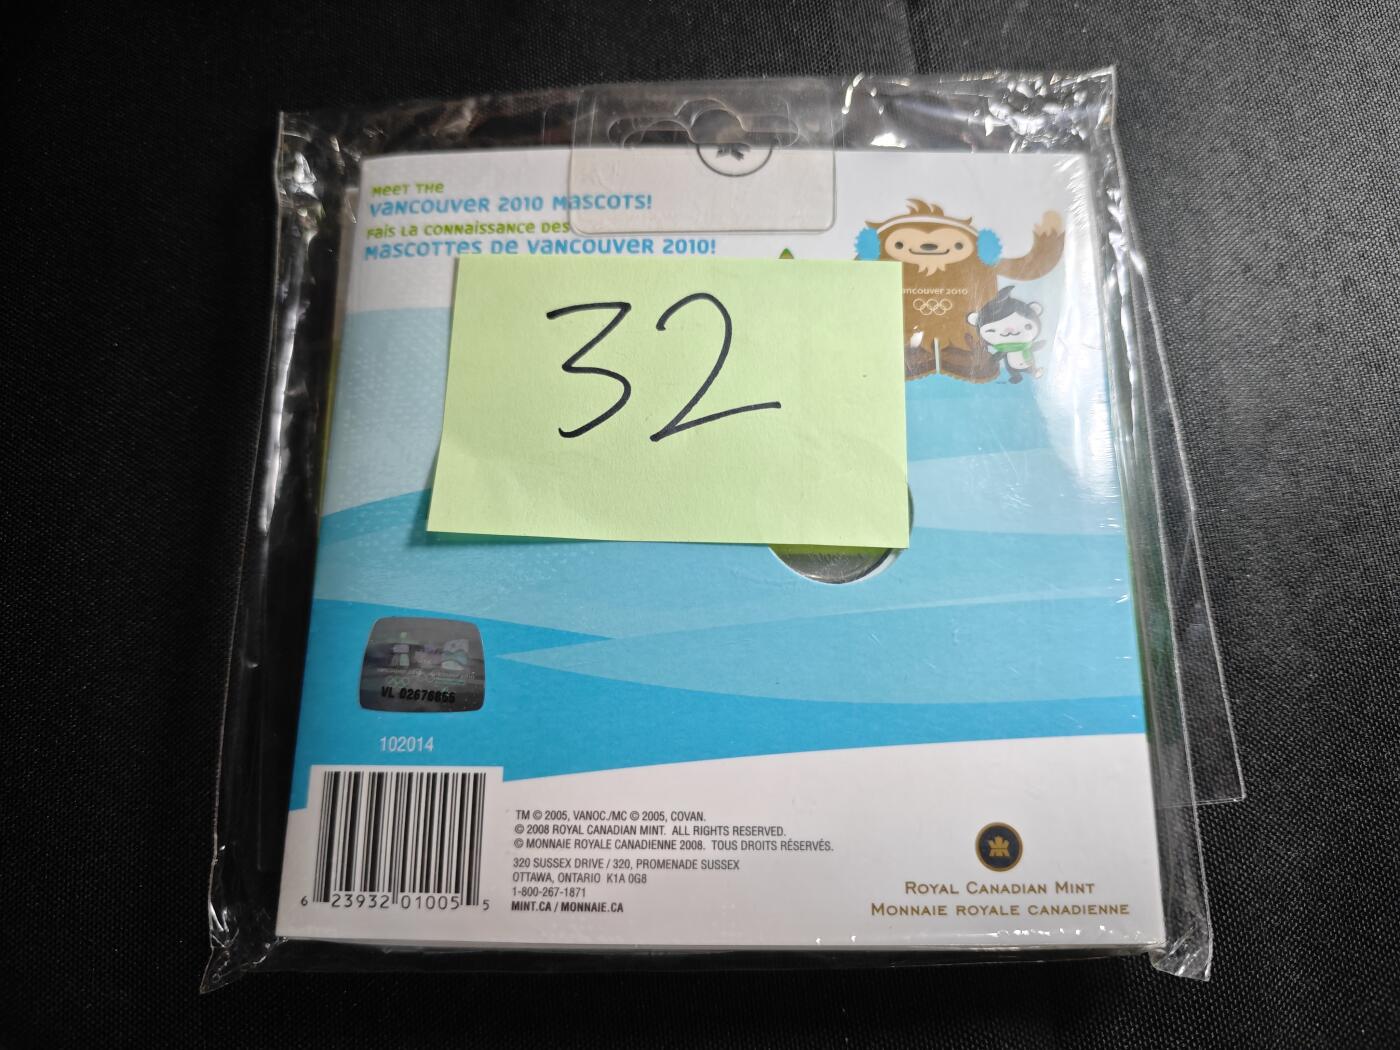 MEET THE
VANCOUVER 2010 MASCOTS!
FAIS LA CONNAISSANCE DES
MASCOTTES DE VANCOUVER 2010!
vancouver 2010
32
VL 02676866
102014
6 23932 01005 5
TM © 2005, VANOC./MC © 2005, COVAN.
© 2008 ROYAL CANADIAN MINT. ALL RIGHTS RESERVED.
© MONNAIE ROYALE CANADIENNE 2008. TOUS DROITS RÉSERVÉS.
320 SUSSEX DRIVE / 320, PROMENADE SUSSEX
OTTAWA, ONTARIO K1A 0G8
1-800-267-1871
MINT.CA / MONNAIE.CA
ROYAL CANADIAN MINT
MONNAIE ROYALE CANADIENNE